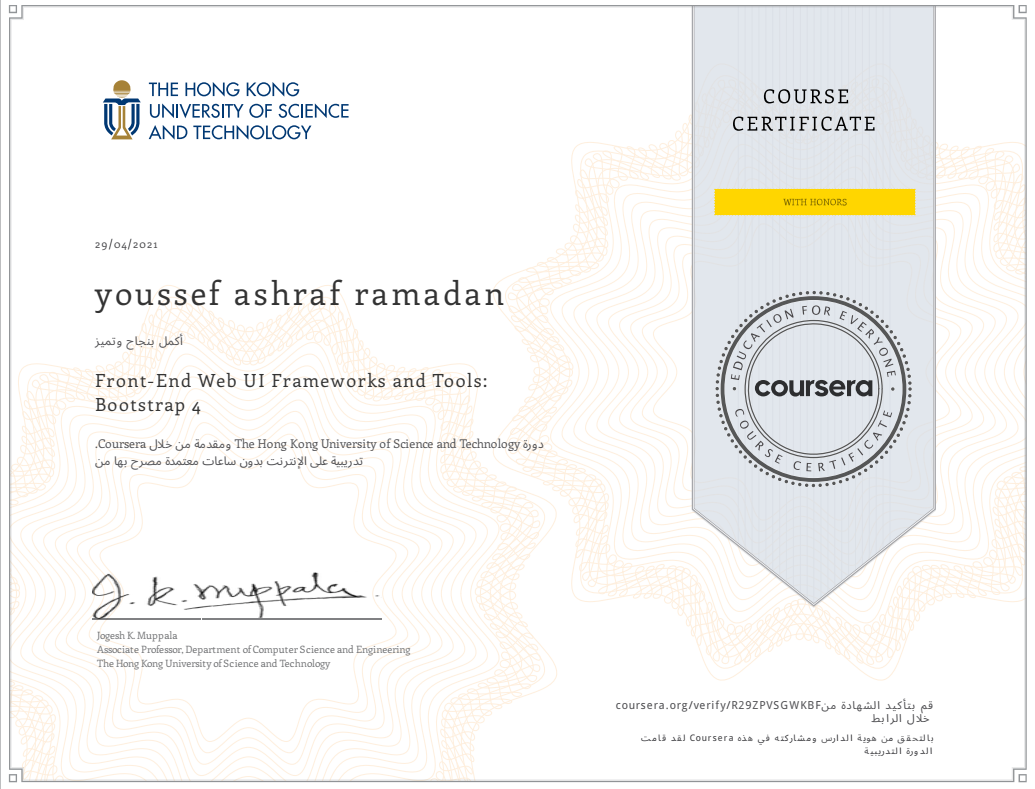 THE HONG KONG
UNIVERSITY OF SCIENCE
AND TECHNOLOGY
COURSE
CERTIFICATE
WITH HONORS
29/04/2021
youssef ashraf ramadan
أكمل بنجاح وتميز
Front-End Web UI Frameworks and Tools:
Bootstrap 4
دورة The Hong Kong University of Science and Technology ومقدمة من خلال Coursera.
تدريبية على الإنترنت بدون ساعات معتمدة مصرح بها من
EDUCATION FOR EVERYONE
coursera
COURSE CERTIFICATE
J. K. Muppala
Jogesh K. Muppala
Associate Professor, Department of Computer Science and Engineering
The Hong Kong University of Science and Technology
قم بتأكيد الشهادة من coursera.org/verify/R29ZPVSGWKBF
خلال الرابط
بالتحقق من هوية الدارس ومشاركته في هذه Coursera لقد قامت
الدورة التدريبية